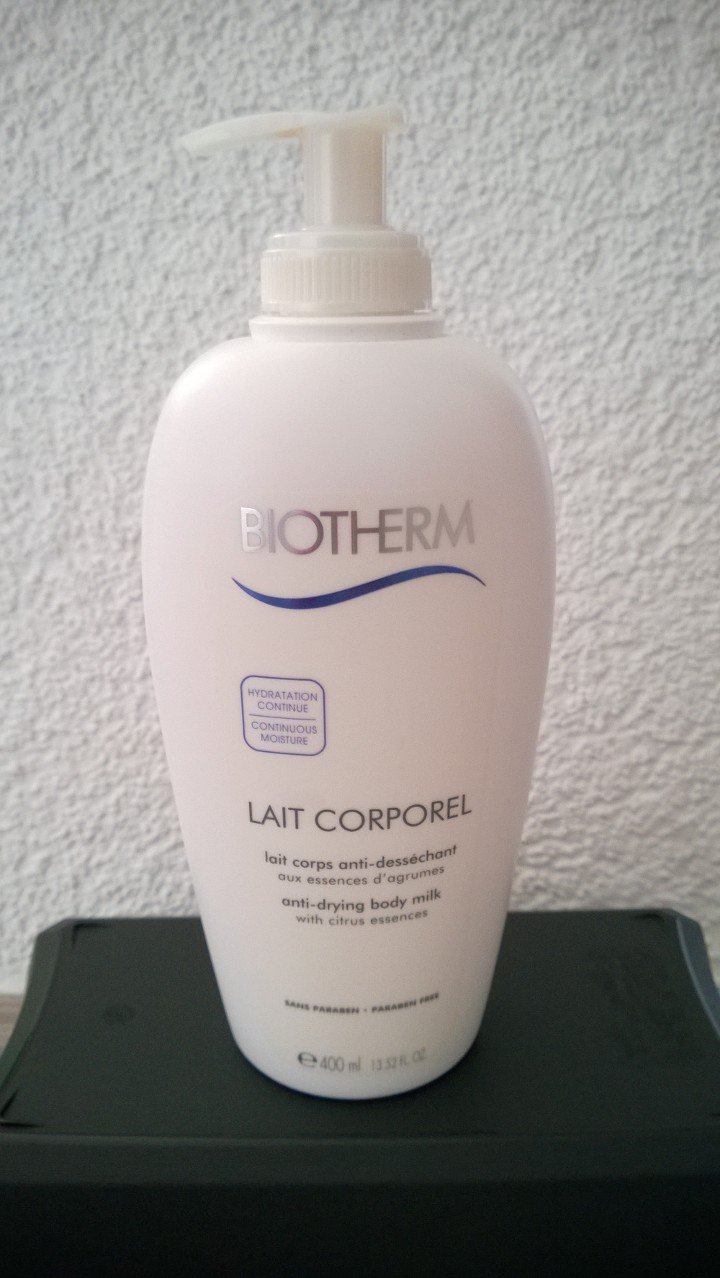 BIOTHERM
HYDRATATION
CONTINUE
CONTINUOUS
MOISTURE
LAIT CORPOREL
lait corps anti-desséchant
aux essences d'agrumes
anti-drying body milk
with citrus essences
SANS PARABEN - PARABEN FREE
℮400 ml 13.52 FL. OZ.